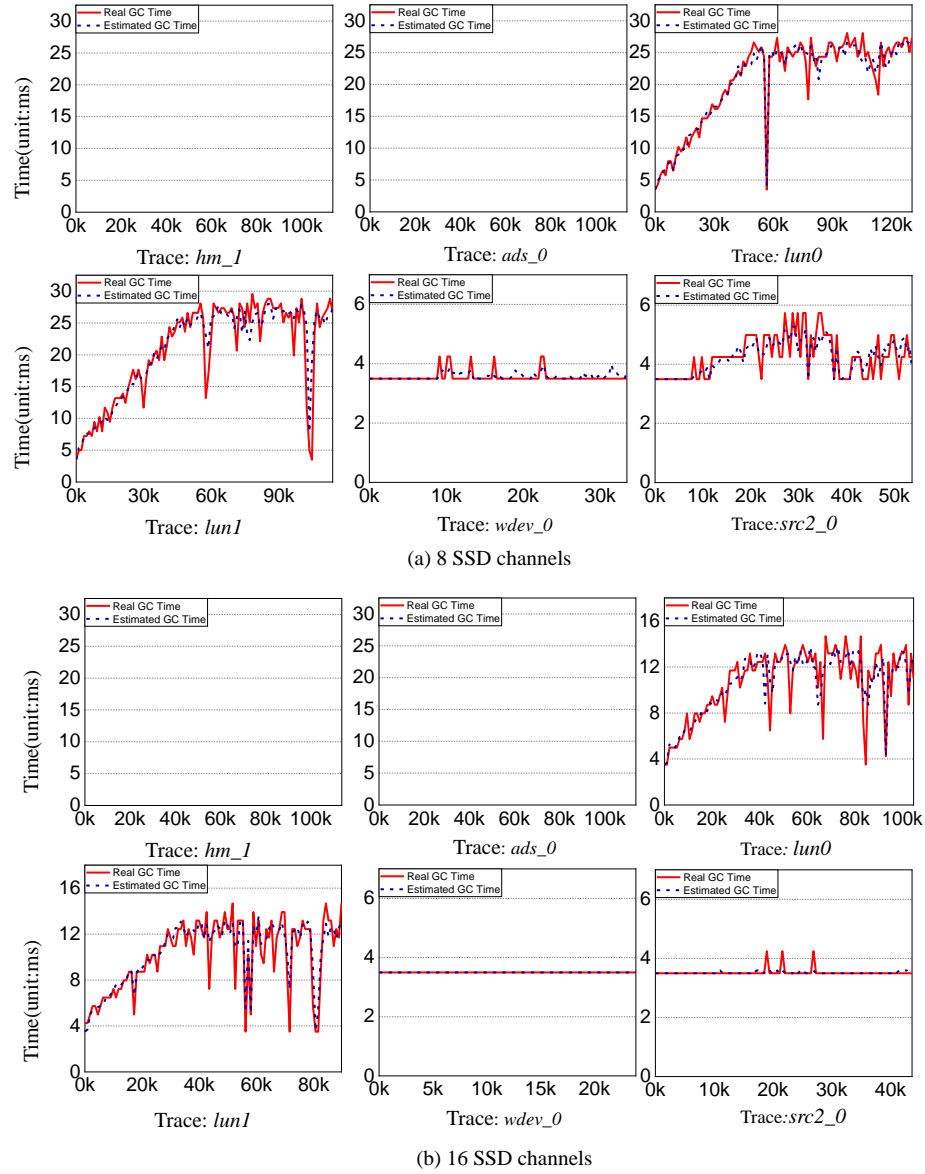 Real GC Time
Estimated GC Time
30
25
20
15
10
5
0
Time(unit:ms)
0k 20k 40k 60k 80k 100k
Trace: hm_1
Real GC Time
Estimated GC Time
30
25
20
15
10
5
0
0k 20k 40k 60k 80k 100k
Trace: ads_0
Real GC Time
Estimated GC Time
30
25
20
15
10
5
0
0k 30k 60k 90k 120k
Trace: lun0
Real GC Time
Estimated GC Time
30
25
20
15
10
5
0
Time(unit:ms)
0k 30k 60k 90k
Trace: lun1
Real GC Time
Estimated GC Time
6
4
2
0
0k 10k 20k 30k
Trace: wdev_0
Real GC Time
Estimated GC Time
6
4
2
0
0k 10k 20k 30k 40k 50k
Trace:src2_0
(a) 8 SSD channels
Real GC Time
Estimated GC Time
30
25
20
15
10
5
0
Time(unit:ms)
0k 20k 40k 60k 80k 100k
Trace: hm_1
Real GC Time
Estimated GC Time
30
25
20
15
10
5
0
0k 20k 40k 60k 80k 100k
Trace: ads_0
Real GC Time
Estimated GC Time
16
12
8
4
0
0k 20k 40k 60k 80k 100k
Trace: lun0
Real GC Time
Estimated GC Time
16
12
8
4
0
Time(unit:ms)
0k 20k 40k 60k 80k
Trace: lun1
Real GC Time
Estimated GC Time
6
4
2
0
0k 5k 10k 15k 20k
Trace: wdev_0
Real GC Time
Estimated GC Time
6
4
2
0
0k 10k 20k 30k 40k
Trace:src2_0
(b) 16 SSD channels